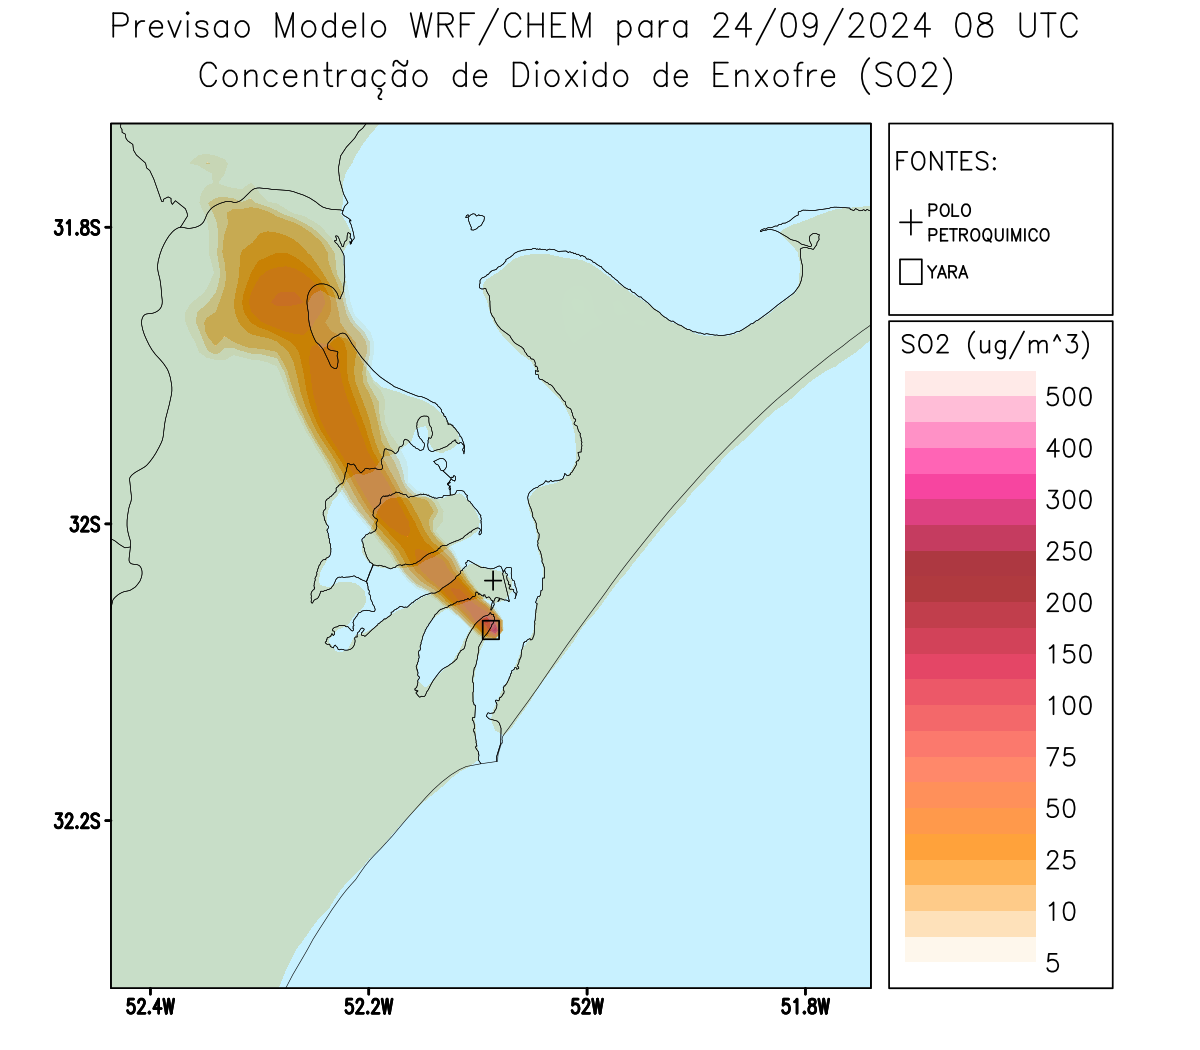 Previsao Modelo WRF/CHEM para 24/09/2024 08 UTC
Concentração de Dioxido de Enxofre (SO2)
FONTES:
POLO
PETROQUIMICO
YARA
SO2 (ug/m^3)
500
400
300
250
200
150
100
75
50
25
10
5
31.8S
32S
32.2S
52.4W
52.2W
52W
51.8W